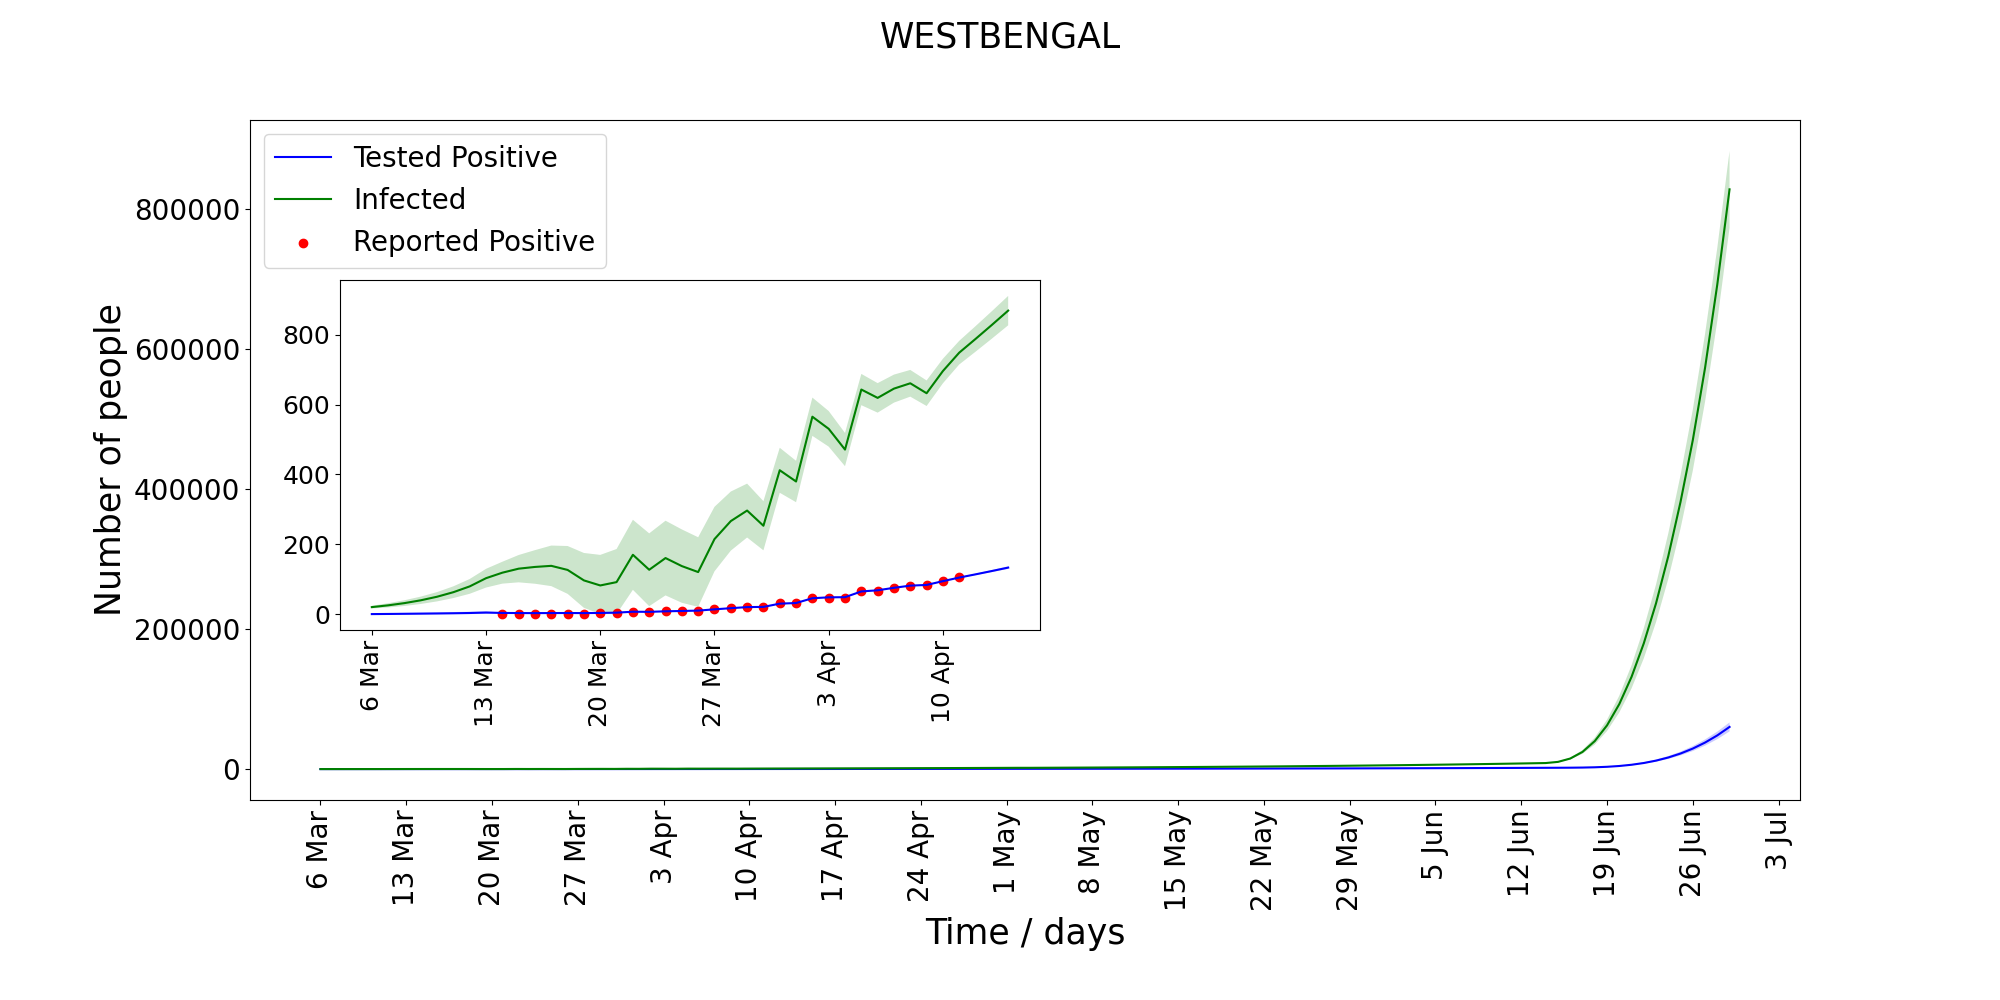 WESTBENGAL
Tested Positive
Infected
Reported Positive
Number of people
800000
600000
400000
200000
0
800
600
400
200
0
6 Mar
13 Mar
20 Mar
27 Mar
3 Apr
10 Apr
6 Mar
13 Mar
20 Mar
27 Mar
3 Apr
10 Apr
17 Apr
24 Apr
1 May
8 May
15 May
22 May
29 May
5 Jun
12 Jun
19 Jun
26 Jun
3 Jul
Time / days